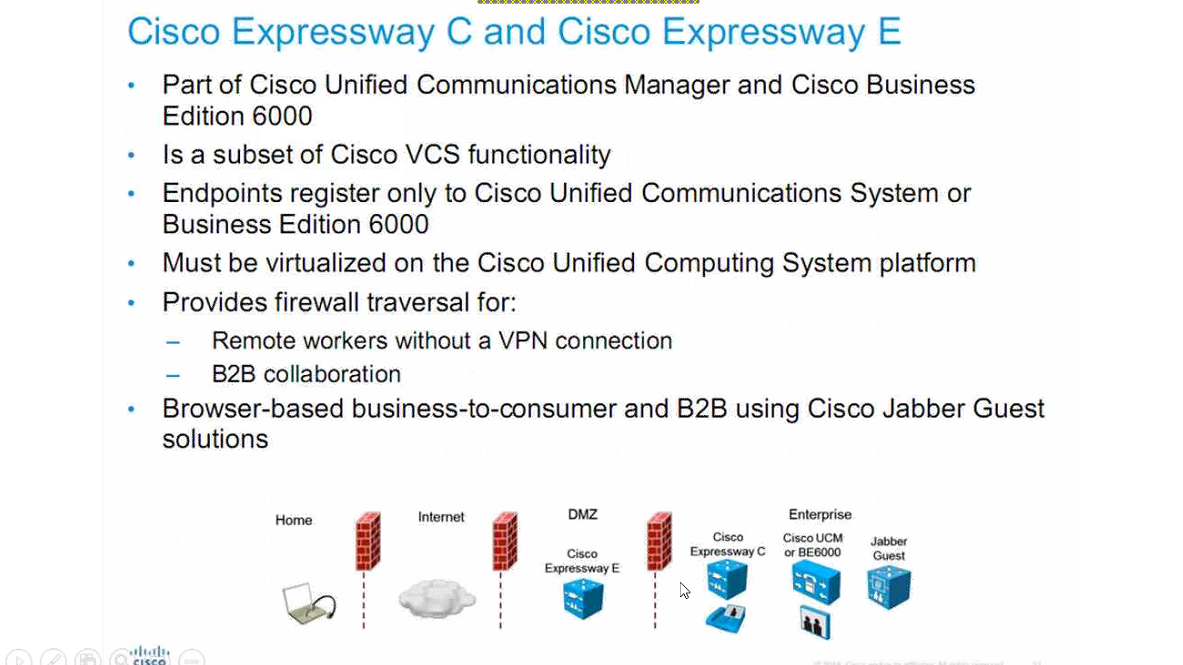 Cisco Expressway C and Cisco Expressway E
• Part of Cisco Unified Communications Manager and Cisco Business
Edition 6000
• Is a subset of Cisco VCS functionality
• Endpoints register only to Cisco Unified Communications System or
Business Edition 6000
• Must be virtualized on the Cisco Unified Computing System platform
• Provides firewall traversal for:
– Remote workers without a VPN connection
– B2B collaboration
• Browser-based business-to-consumer and B2B using Cisco Jabber Guest
solutions
Home
Internet
DMZ
Enterprise
Cisco
Expressway E
Cisco
Expressway C
Cisco UCM
or BE6000
Jabber
Guest
CISCO